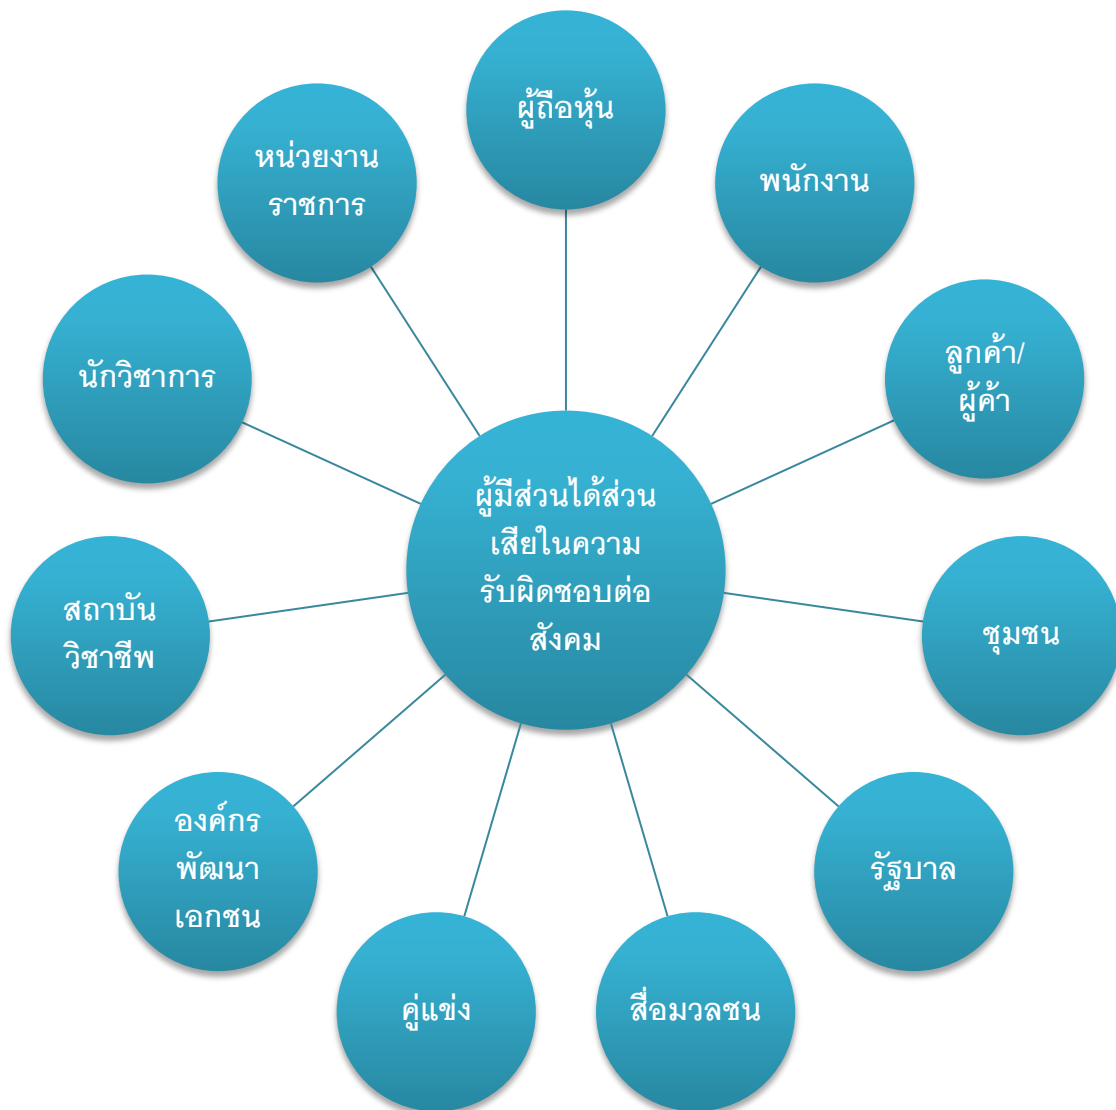 ผู้ถือหุ้น
พนักงาน
ลูกค้า/
ผู้ค้า
ชุมชน
รัฐบาล
สื่อมวลชน
คู่แข่ง
องค์กร
พัฒนา
เอกชน
สถาบัน
วิชาชีพ
นักวิชาการ
หน่วยงาน
ราชการ
ผู้มีส่วนได้ส่วน
เสียในความ
รับผิดชอบต่อ
สังคม